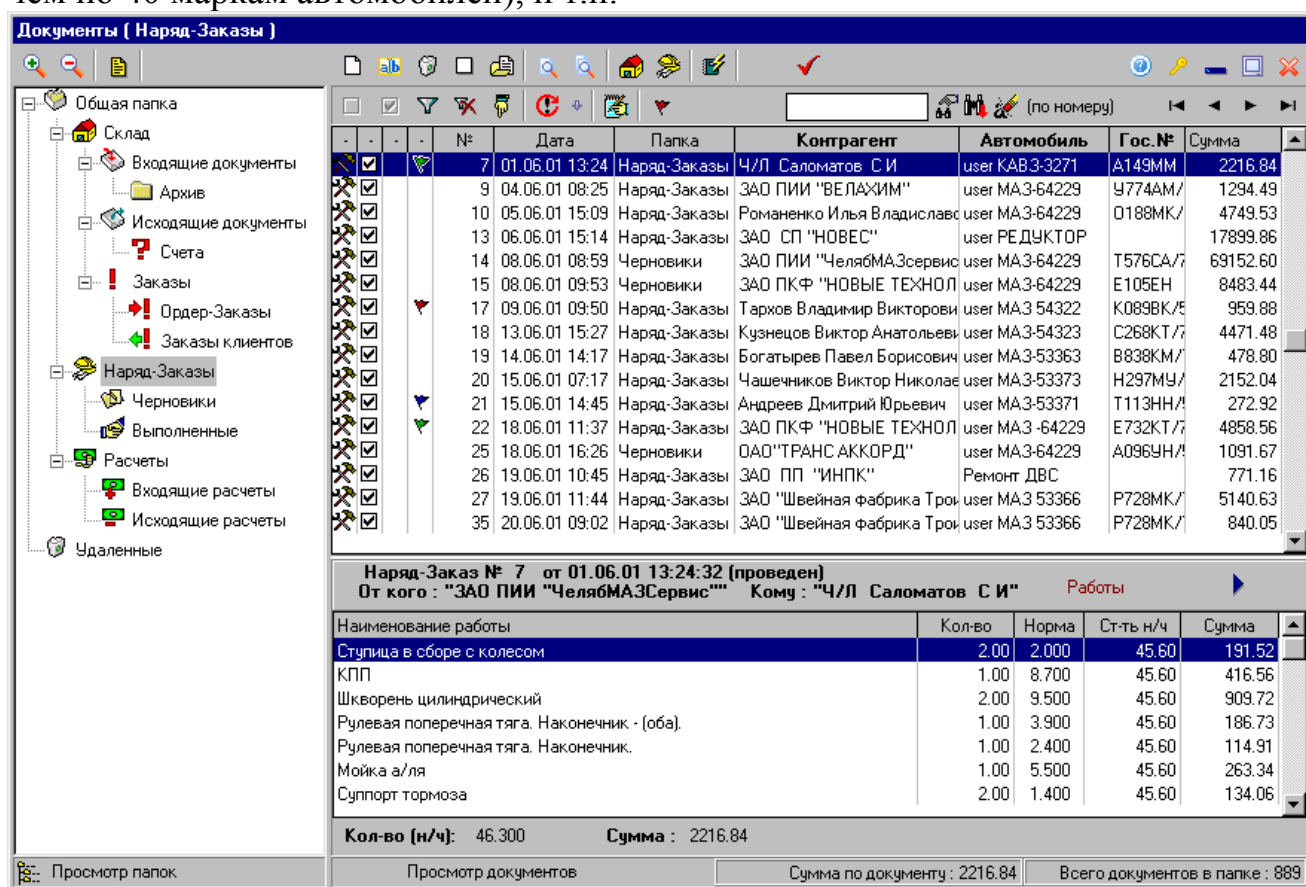 чем по 40 маркам автомобилей), и т.п.
Документы ( Наряд-Заказы )
(по номеру)
Общая папка
Склад
Входящие документы
Архив
Исходящие документы
Счета
Заказы
Ордер-Заказы
Заказы клиентов
Наряд-Заказы
Черновики
Выполненные
Расчеты
Входящие расчеты
Исходящие расчеты
Удаленные
- - - - № Дата Папка Контрагент Автомобиль Гос.№ Сумма
7 01.06.01 13:24 Наряд-Заказы Ч/Л Саломатов С И user КАВЗ-3271 А149ММ 2216.84
9 04.06.01 08:25 Наряд-Заказы ЗАО ПИИ "ВЕЛАХИМ" user МАЗ-64229 У774АМ/ 1294.49
10 05.06.01 15:09 Наряд-Заказы Романенко Илья Владиславо user МАЗ-64229 О188МК/ 4749.53
13 06.06.01 15:14 Наряд-Заказы ЗАО СП "НОВЕС" user РЕДУКТОР 17899.86
14 08.06.01 08:59 Черновики ЗАО ПИИ "ЧелябМАЗсервис user МАЗ-64229 Т576СА/7 69152.60
15 08.06.01 09:53 Черновики ЗАО ПКФ "НОВЫЕ ТЕХНОЛ user МАЗ-64229 Е105ЕН 8483.44
17 09.06.01 09:50 Наряд-Заказы Тархов Владимир Викторови user МАЗ 54322 К089ВК/5 959.88
18 13.06.01 15:27 Наряд-Заказы Кузнецов Виктор Анатольеви user МАЗ-54323 С268КТ/7 4471.48
19 14.06.01 14:17 Наряд-Заказы Богатырев Павел Борисович user МАЗ-53363 В838КМ/7 478.80
20 15.06.01 07:17 Наряд-Заказы Чашечников Виктор Николае user МАЗ-53373 Н297МУ/ 2152.04
21 15.06.01 14:45 Наряд-Заказы Андреев Дмитрий Юрьевич user МАЗ-53371 Т113НН/5 272.92
22 18.06.01 11:37 Наряд-Заказы ЗАО ПКФ "НОВЫЕ ТЕХНОЛ user МАЗ -64229 Е732КТ/7 4858.56
25 18.06.01 16:26 Черновики ОАО"ТРАНС АККОРД" user МАЗ-64229 А096УН/5 1091.67
26 19.06.01 10:45 Наряд-Заказы ЗАО ПП "ИНПК" Ремонт ДВС 771.16
27 19.06.01 11:44 Наряд-Заказы ЗАО "Швейная фабрика Трои user МАЗ 53366 Р728МК/7 5140.63
35 20.06.01 09:02 Наряд-Заказы ЗАО "Швейная фабрика Трои user МАЗ 53366 Р728МК/7 840.05
Наряд-Заказ № 7 от 01.06.01 13:24:32 (проведен)
От кого : "ЗАО ПИИ "ЧелябМАЗСервис"" Кому : "Ч/Л Саломатов С И" Работы
Наименование работы Кол-во Норма Ст-ть н/ч Сумма
Ступица в сборе с колесом 2.00 2.000 45.60 191.52
КПП 1.00 8.700 45.60 416.56
Шкворень цилиндрический 2.00 9.500 45.60 909.72
Рулевая поперечная тяга. Наконечник - (оба). 1.00 3.900 45.60 186.73
Рулевая поперечная тяга. Наконечник. 1.00 2.400 45.60 114.91
Мойка а/ля 1.00 5.500 45.60 263.34
Суппорт тормоза 2.00 1.400 45.60 134.06
Кол-во (н/ч): 46.300 Сумма : 2216.84
Просмотр папок Просмотр документов Сумма по документу : 2216.84 Всего документов в папке : 889